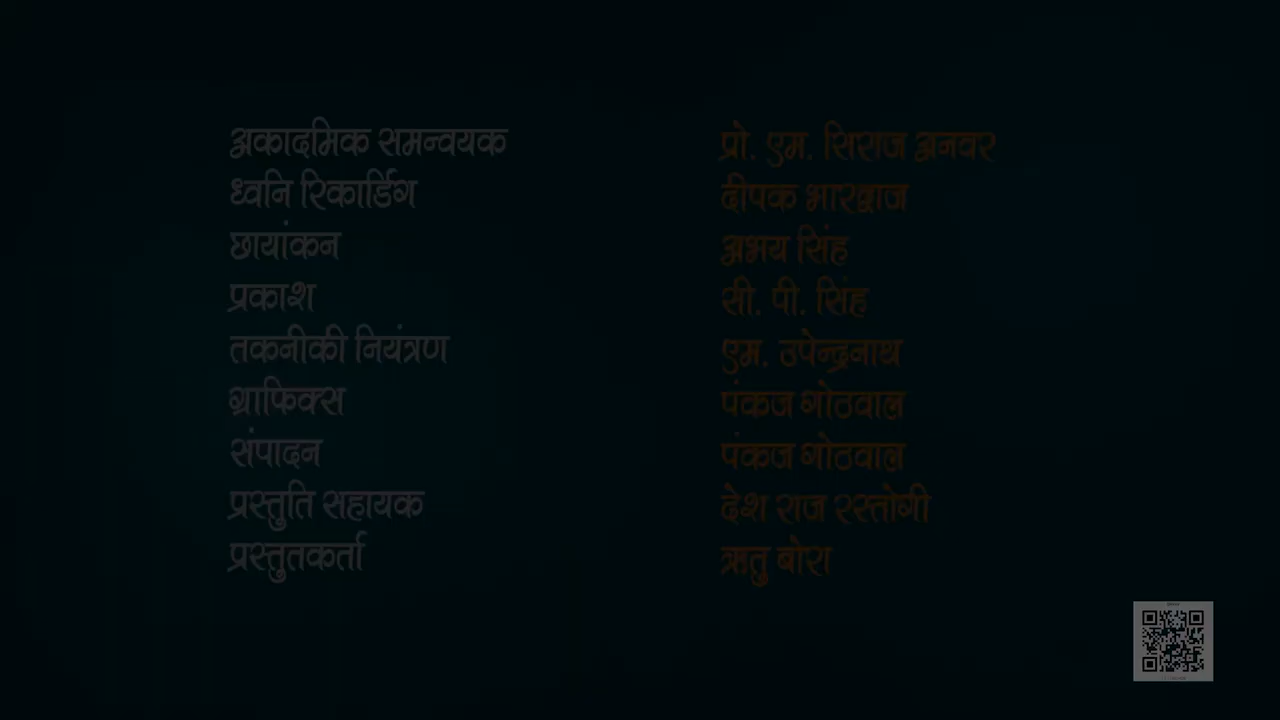 अकादमिक समन्वयक प्रो. एम. सिराज अनवर
ध्वनि रिकार्डिग दीपक भारद्वाज
छायांकन अभय सिंह
प्रकाश सी. पी. सिंह
तकनीकी नियंत्रण एम. उपेन्द्रनाथ
ग्राफिक्स पंकज गोठवाल
संपादन पंकज गोठवाल
प्रस्तुति सहायक देश राज रस्तोगी
प्रस्तुतकर्ता ऋतु बोरा